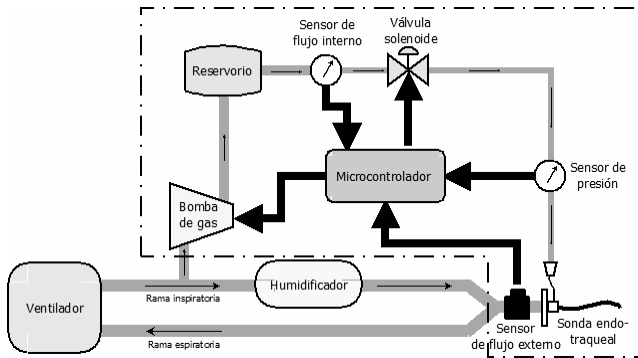 Sensor de
flujo interno
Válvula
solenoide
Reservorio
Microcontrolador
Sensor de
presión
Bomba
de gas
Ventilador
Rama inspiratoria
Humidificador
Rama espiratoria
Sensor
de flujo externo
Sonda endo-
traqueal